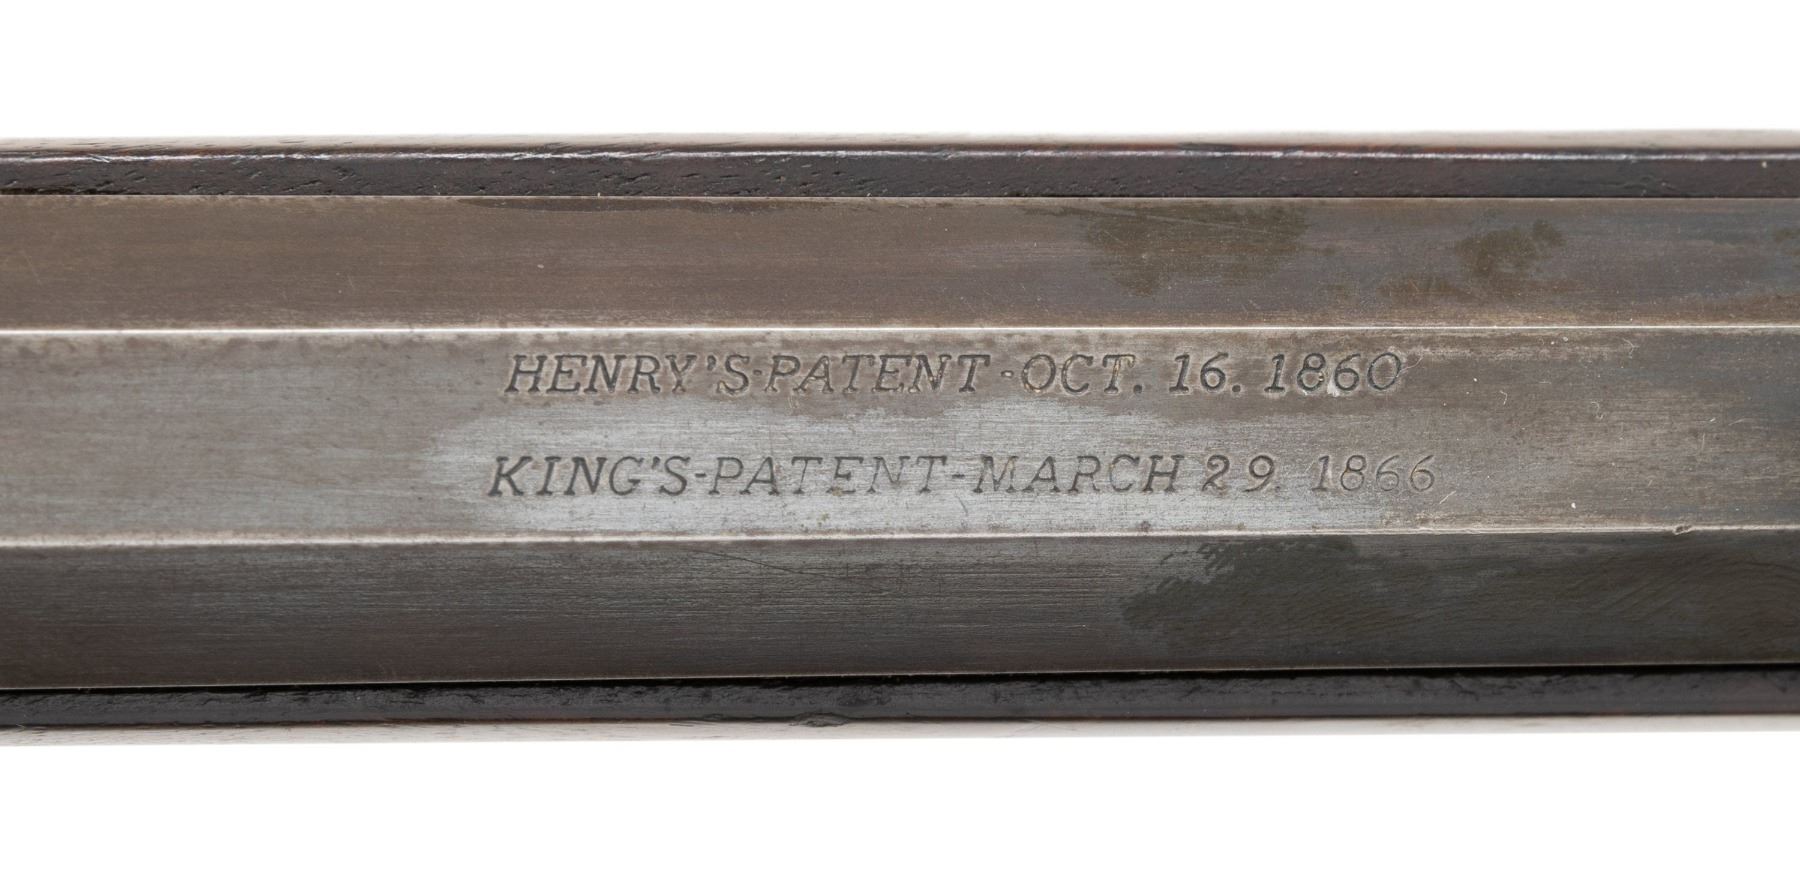 HENRY'S-PATENT-OCT. 16. 1860
KING'S-PATENT-MARCH 29. 1866